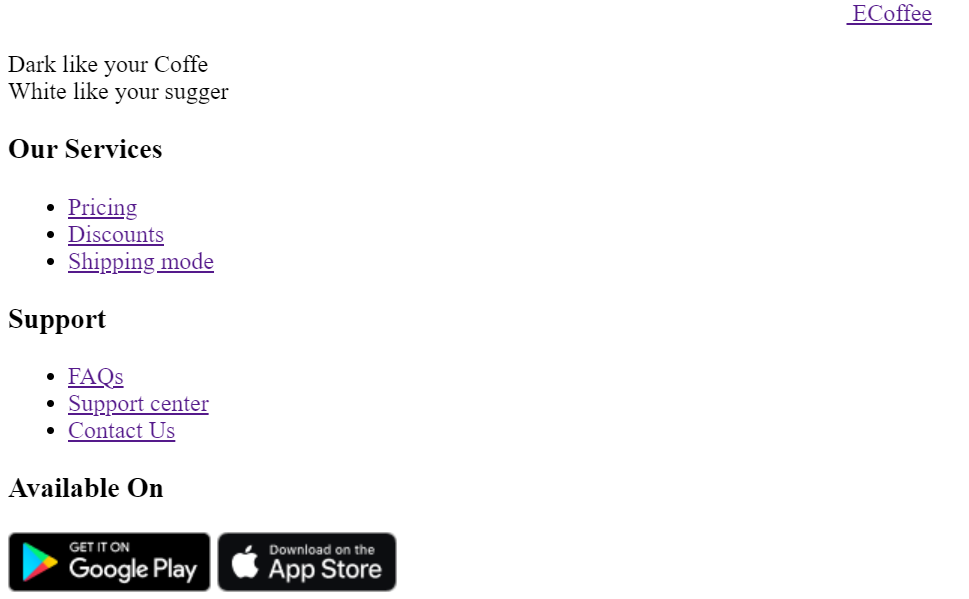 ECoffee
Dark like your Coffe
White like your sugger
Our Services
Pricing
Discounts
Shipping mode
Support
FAQs
Support center
Contact Us
Available On
GET IT ON
Google Play
Download on the
App Store